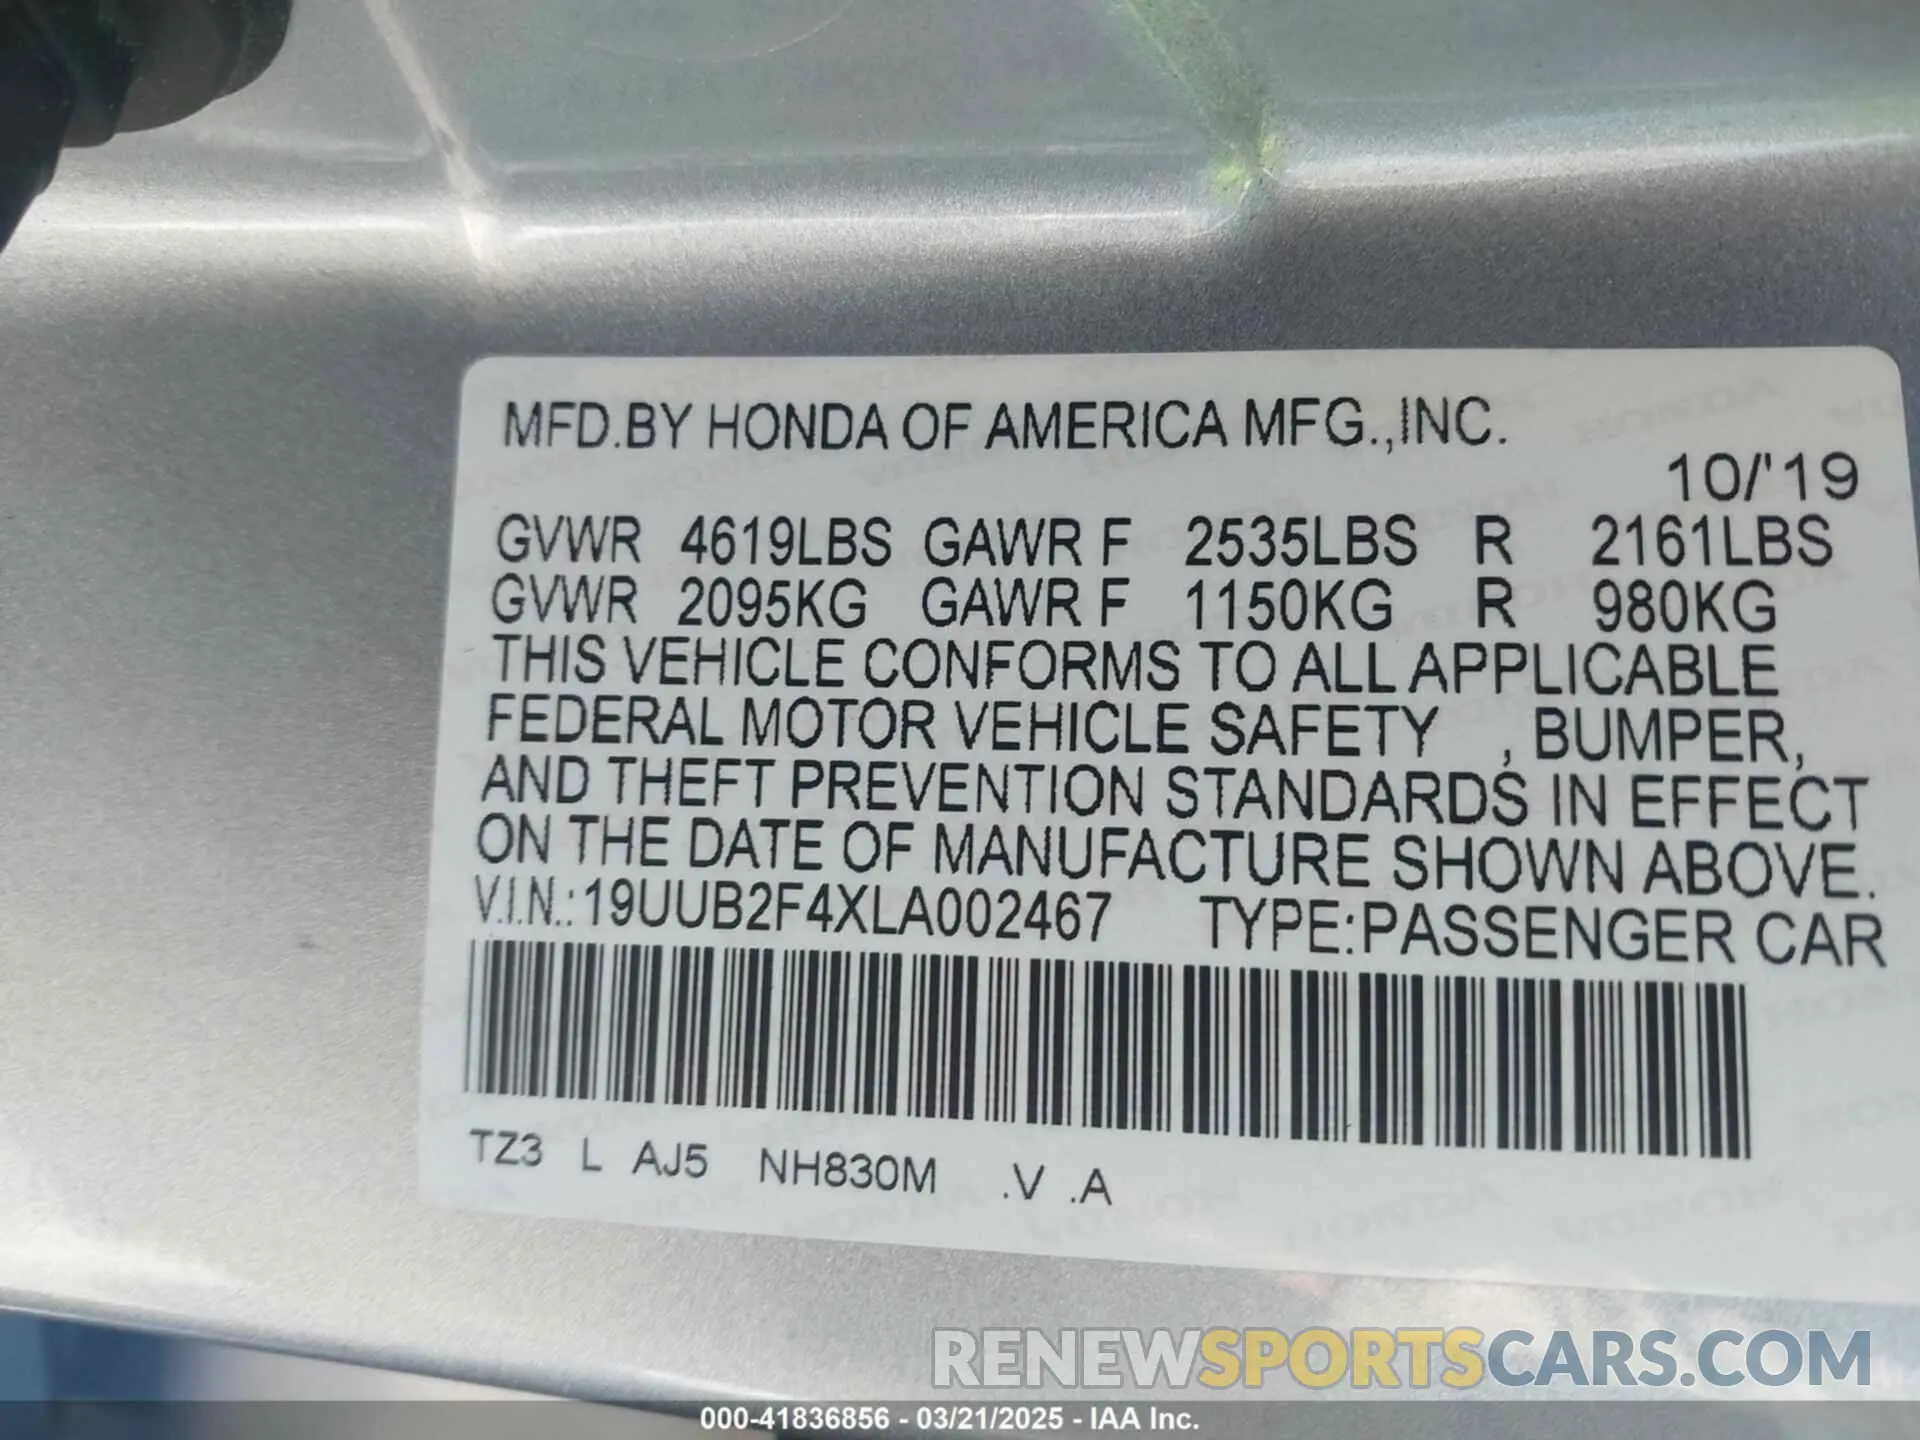 MFD.BY HONDA OF AMERICA MFG.,INC.
10/'19
GVWR 4619LBS GAWR F 2535LBS R 2161LBS
GVWR 2095KG GAWR F 1150KG R 980KG
THIS VEHICLE CONFORMS TO ALL APPLICABLE
FEDERAL MOTOR VEHICLE SAFETY , BUMPER,
AND THEFT PREVENTION STANDARDS IN EFFECT
ON THE DATE OF MANUFACTURE SHOWN ABOVE.
V.I.N.:19UUB2F4XLA002467 TYPE:PASSENGER CAR
TZ3 L AJ5 NH830M .V .A
RENEWSPORTSCARS.COM
000-41836856 - 03/21/2025 - IAA Inc.